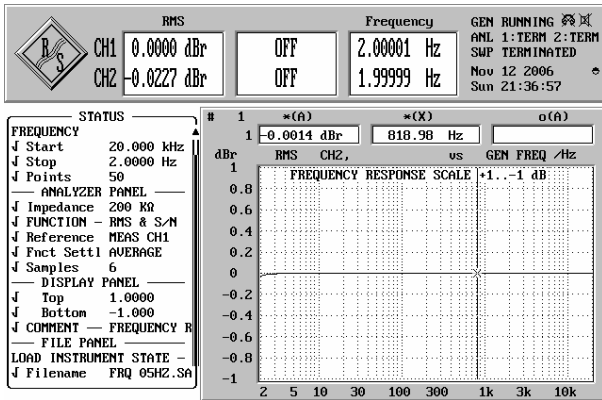 RMS
Frequency
GEN RUNNING
R S
CH1 0.0000 dBr
OFF
2.00001 Hz
ANL 1:TERM 2:TERM
SWP TERMINATED
CH2 -0.0227 dBr
OFF
1.99999 Hz
Nov 12 2006
Sun 21:36:57
STATUS
FREQUENCY
Start 20.000 kHz
Stop 2.0000 Hz
Points 50
ANALYZER PANEL
Impedance 200 KΩ
FUNCTION - RMS & S/N
Reference MEAS CH1
Fnct Settl AVERAGE
Samples 6
DISPLAY PANEL
Top 1.0000
Bottom -1.000
COMMENT — FREQUENCY R
FILE PANEL
LOAD INSTRUMENT STATE -
Filename FRQ 05HZ.SA
# 1 *(A) *(X) o(A)
1 -0.0014 dBr 818.98 Hz
dBr RMS CH2, vs GEN FREQ /Hz
FREQUENCY RESPONSE SCALE +1..-1 dB
1
0.8
0.6
0.4
0.2
0
-0.2
-0.4
-0.6
-0.8
-1
2 5 10 30 100 300 1k 3k 10k